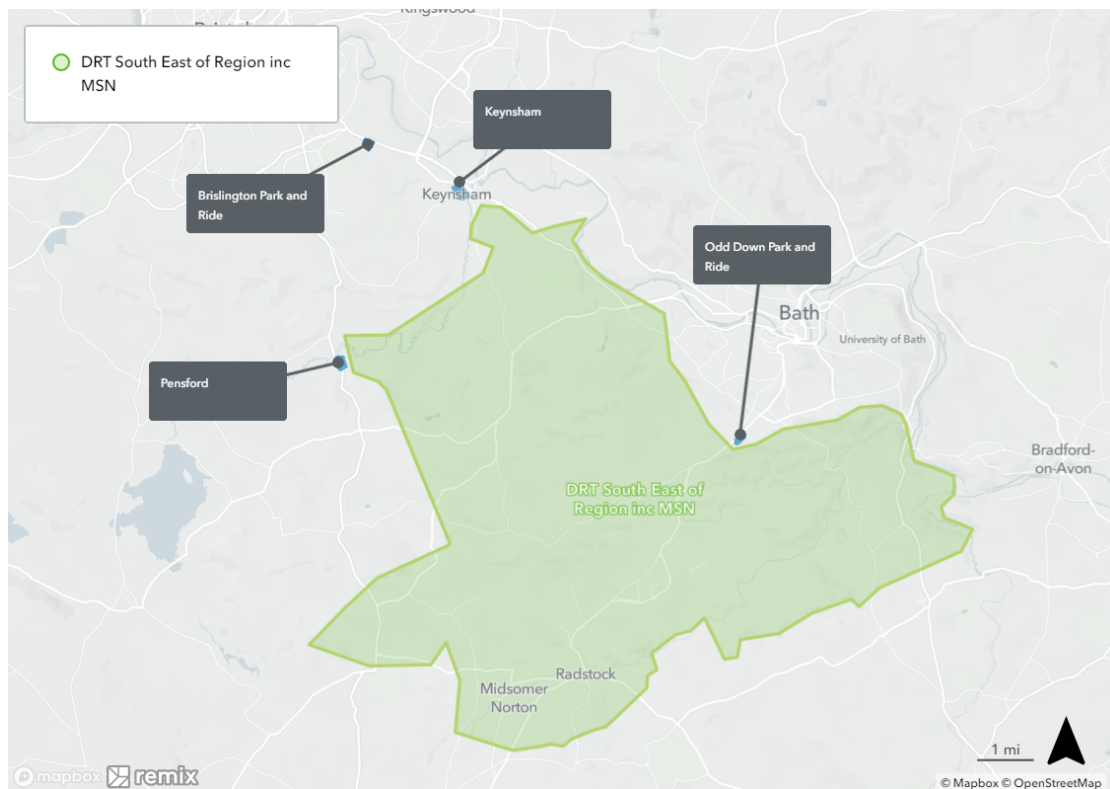 Kingswood
DRT South East of Region inc
MSN
Keynsham
Brislington Park and
Ride
Keynsham
Odd Down Park and
Ride
Bath
University of Bath
Pensford
Bradford-
on-Avon
DRT South East of
Region inc MSN
Radstock
Midsomer
Norton
1 mi
mapbox remix
© Mapbox © OpenStreetMap